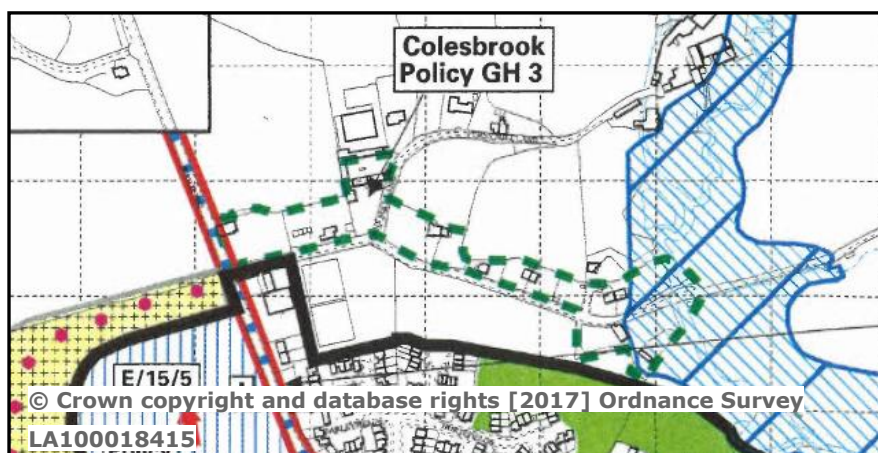 Colesbrook
Policy GH 3
E/15/5
© Crown copyright and database rights [2017] Ordnance Survey
LA100018415